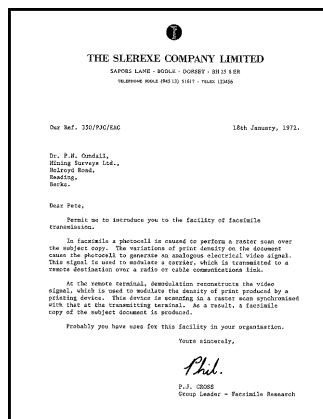 THE SLEREXE COMPANY LIMITED
SAPORS LANE - BOOLE - DORSET - BH 25 8 ER
TELEPHONE BOOLE (945 13) 51617 - TELEX 123456
Our Ref. 350/PJC/EAC 18th January, 1972.
Dr. P.N. Cundall,
Mining Surveys Ltd.,
Holroyd Road,
Reading,
Berks.
Dear Pete,
Permit me to introduce you to the facility of facsimile
transmission.
In facsimile a photocell is caused to perform a raster scan over
the subject copy. The variations of print density on the document
cause the photocell to generate an analogous electrical video signal.
This signal is used to modulate a carrier, which is transmitted to a
remote destination over a radio or cable communications link.
At the remote terminal, demodulation reconstructs the video
signal, which is used to modulate the density of print produced by a
printing device. This device is scanning in a raster scan synchronised
with that at the transmitting terminal. As a result, a facsimile
copy of the subject document is produced.
Probably you have uses for this facility in your organisation.
Yours sincerely,
Phil.
P.J. CROSS
Group Leader - Facsimile Research